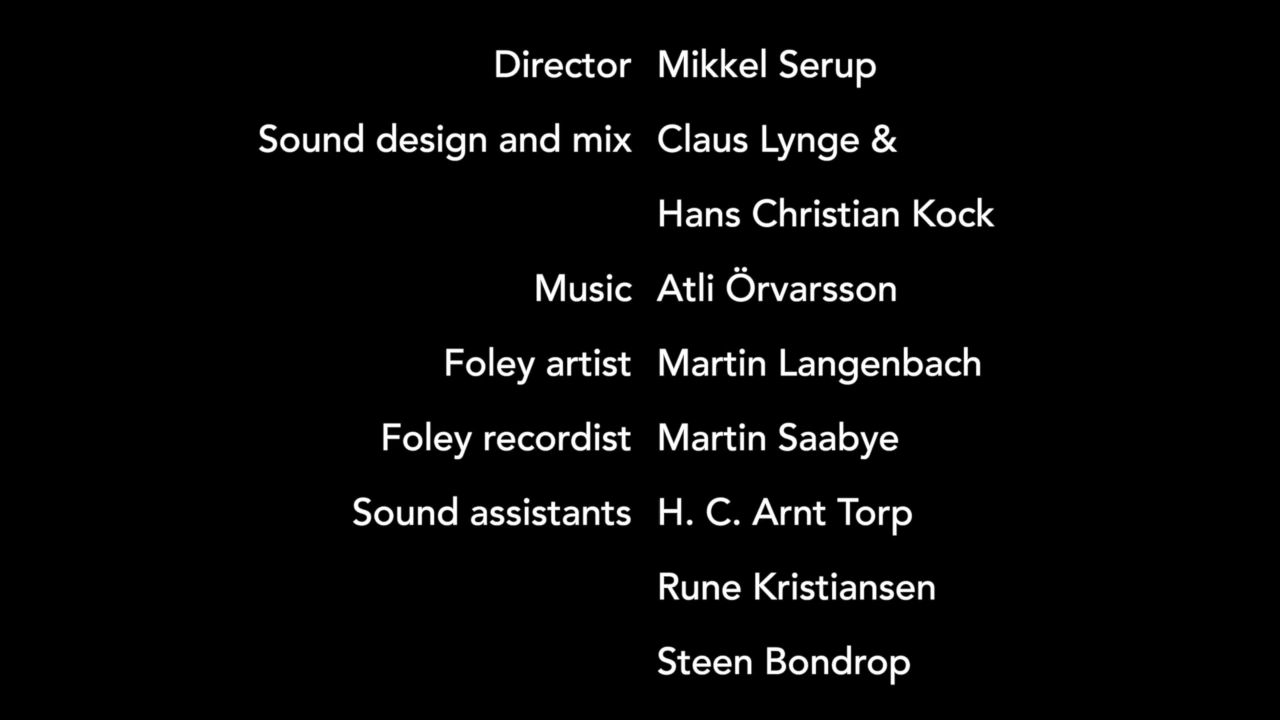 Director Mikkel Serup
Sound design and mix Claus Lynge &
Hans Christian Kock
Music Atli Örvarsson
Foley artist Martin Langenbach
Foley recordist Martin Saabye
Sound assistants H. C. Arnt Torp
Rune Kristiansen
Steen Bondrop